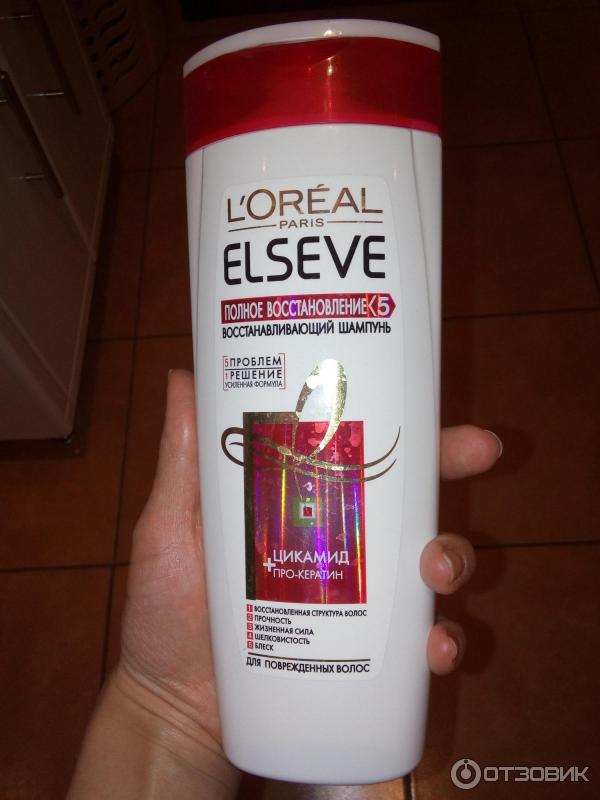 L'ORÉAL
PARIS
ELSEVE
ПОЛНОЕ ВОССТАНОВЛЕНИЕ 5
ВОССТАНАВЛИВАЮЩИЙ ШАМПУНЬ
5 ПРОБЛЕМ
1 РЕШЕНИЕ
УСИЛЕННАЯ ФОРМУЛА
+ЦИКАМИД
ПРО-КЕРАТИН
1 ВОССТАНОВЛЕННАЯ СТРУКТУРА ВОЛОС
2 ПРОЧНОСТЬ
3 ЖИЗНЕННАЯ СИЛА
4 ШЕЛКОВИСТОСТЬ
5 БЛЕСК
ДЛЯ ПОВРЕЖДЕННЫХ ВОЛОС
ОТЗОВИК